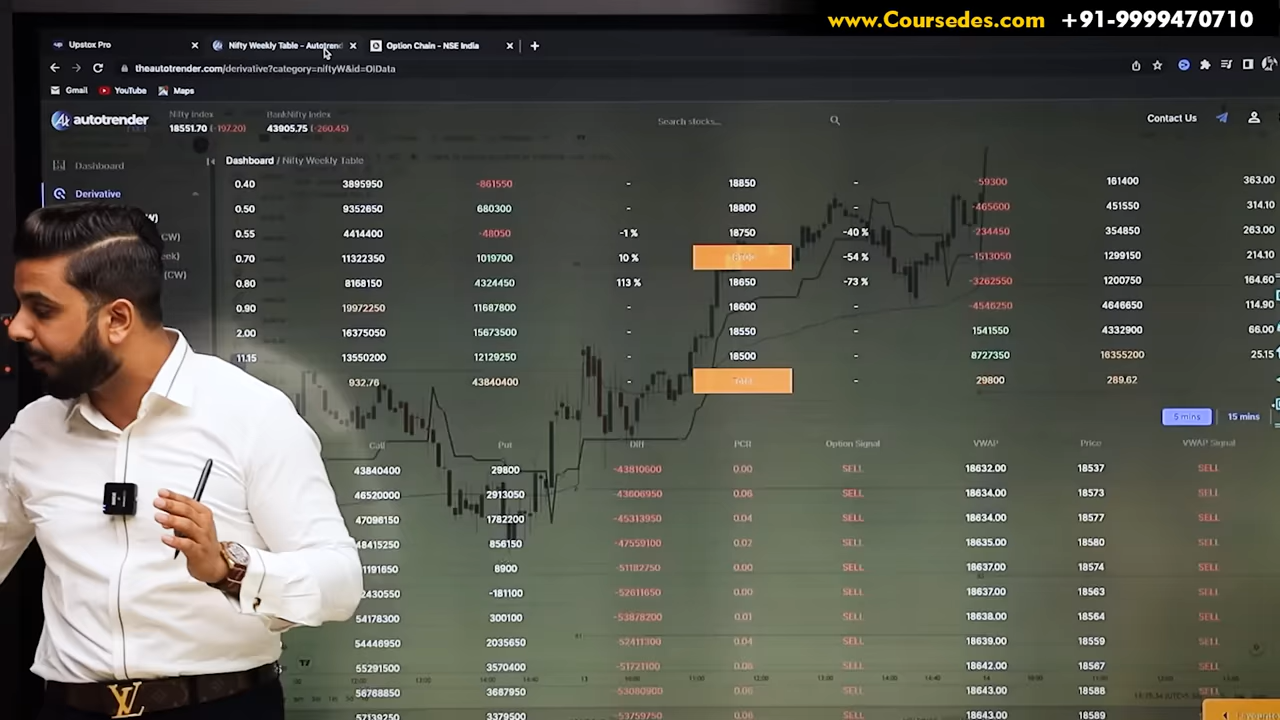 www.Coursedes.com +91-9999470710
Upstox Pro Nifty Weekly Table - Autotrend Option Chain - NSE India
theautotrender.com/derivative?category=niftyW&id=OIData
Gmail YouTube Maps
autotrender Nifty Index BankNifty Index Search stocks... Contact Us
18551.70 (-197.20) 43905.75 (-260.45)
Dashboard Dashboard / Nifty Weekly Table
Derivative
0.40 3895950 -861550 - 18850 - -59300 161400 363.00
0.50 9352650 680300 - 18800 - -465600 451550 314.10
0.55 4414400 -48050 -1 % 18750 -40 % -234450 354850 263.00
0.70 11322350 1019700 10 % -54 % -1513050 1299150 214.10
0.80 8168150 4324450 113 % 18650 -73 % -3262550 1200750 164.60
0.90 19972250 11687800 - 18600 - -4546250 4646650 114.90
2.00 16375050 15673500 - 18550 - 1541550 4332900 66.00
11.15 13550200 12129250 - 18500 - 8727350 16355200 25.15
932.76 43840400 - - 29800 289.62
5 mins 15 mins
Call Put Diff PCR Option Signal VWAP Price VWAP Signal
43840400 29800 -43810600 0.00 SELL 18632.00 18537 SELL
46520000 2913050 -43606950 0.06 SELL 18634.00 18573 SELL
47096150 1782200 -45313950 0.04 SELL 18634.00 18577 SELL
48415250 856150 -47559100 0.02 SELL 18635.00 18580 SELL
8900 -51182750 0.00 SELL 18637.00 18574 SELL
-181100 -52611650 0.00 SELL 18637.00 18563 SELL
54178300 300100 -53878200 0.01 SELL 18638.00 18564 SELL
54446950 2035650 -52411300 0.04 SELL 18639.00 18559 SELL
55291500 3570400 -51721100 0.06 SELL 18642.00 18567 SELL
56768850 3687950 -53080900 0.06 SELL 18643.00 18588 SELL
57139250 3379500 -53759750 0.06 SELL 18643.00 18589 SELL